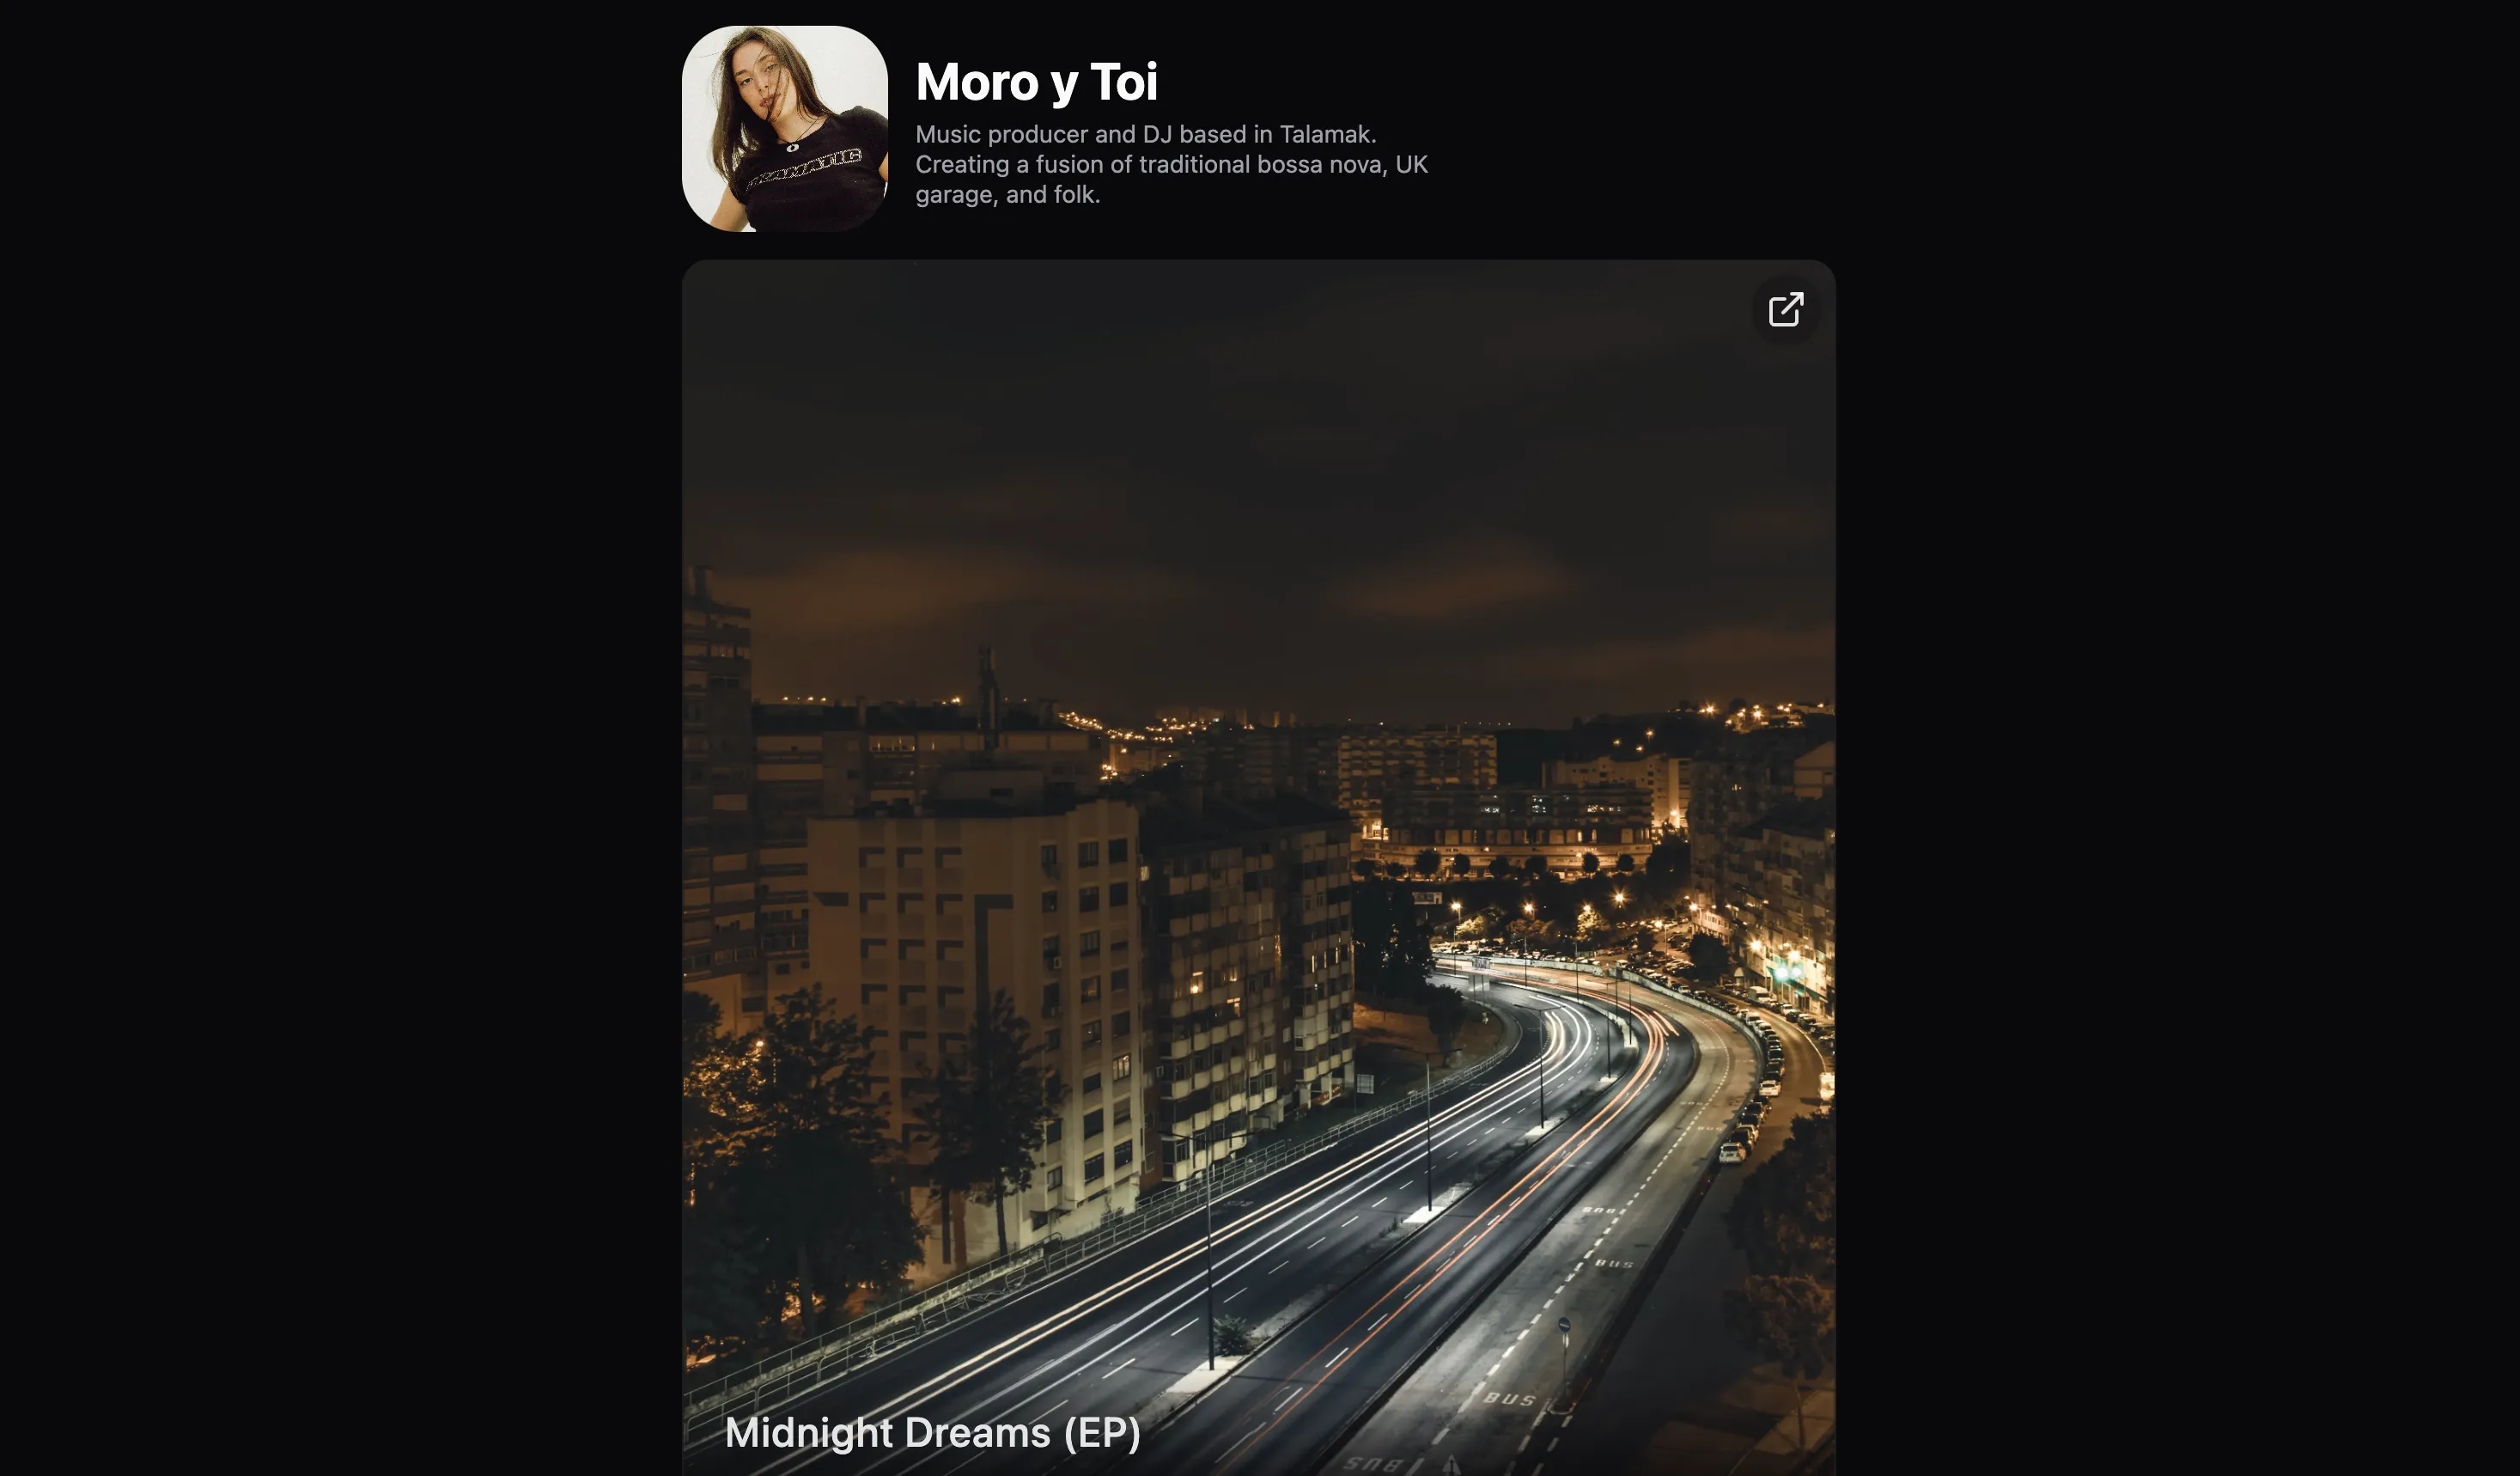 Moro y Toi
Music producer and DJ based in Talamak.
Creating a fusion of traditional bossa nova, UK
garage, and folk.
BUS
BUS
BUS
Midnight Dreams (EP)